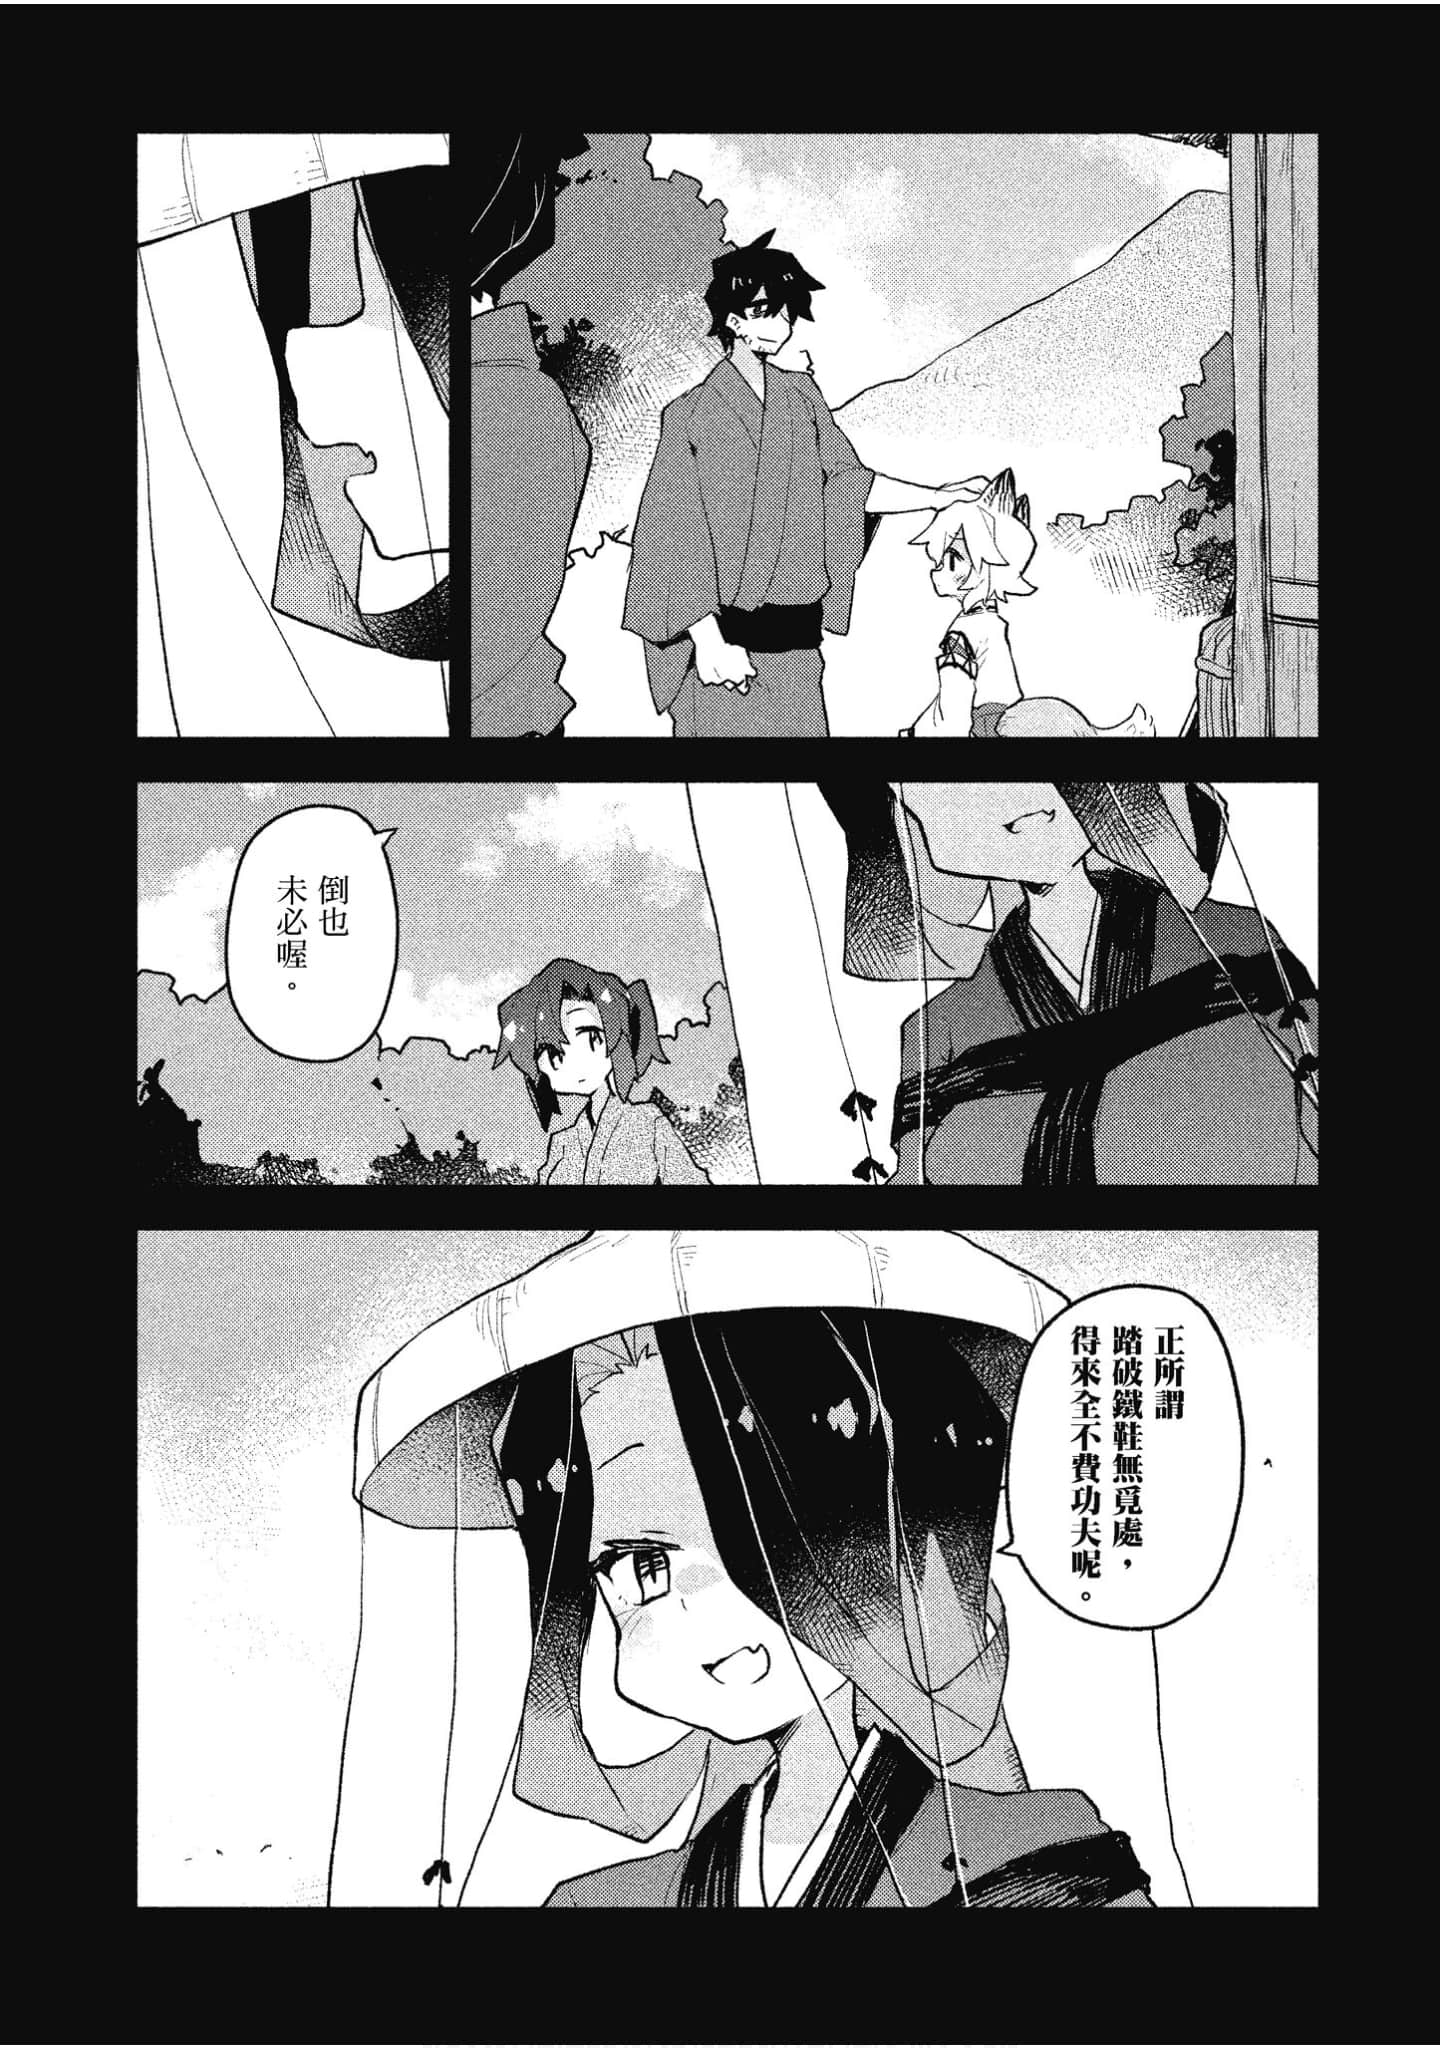 倒也
未必喔。
正所謂
踏破鐵鞋無覓處，
得來全不費功夫呢。